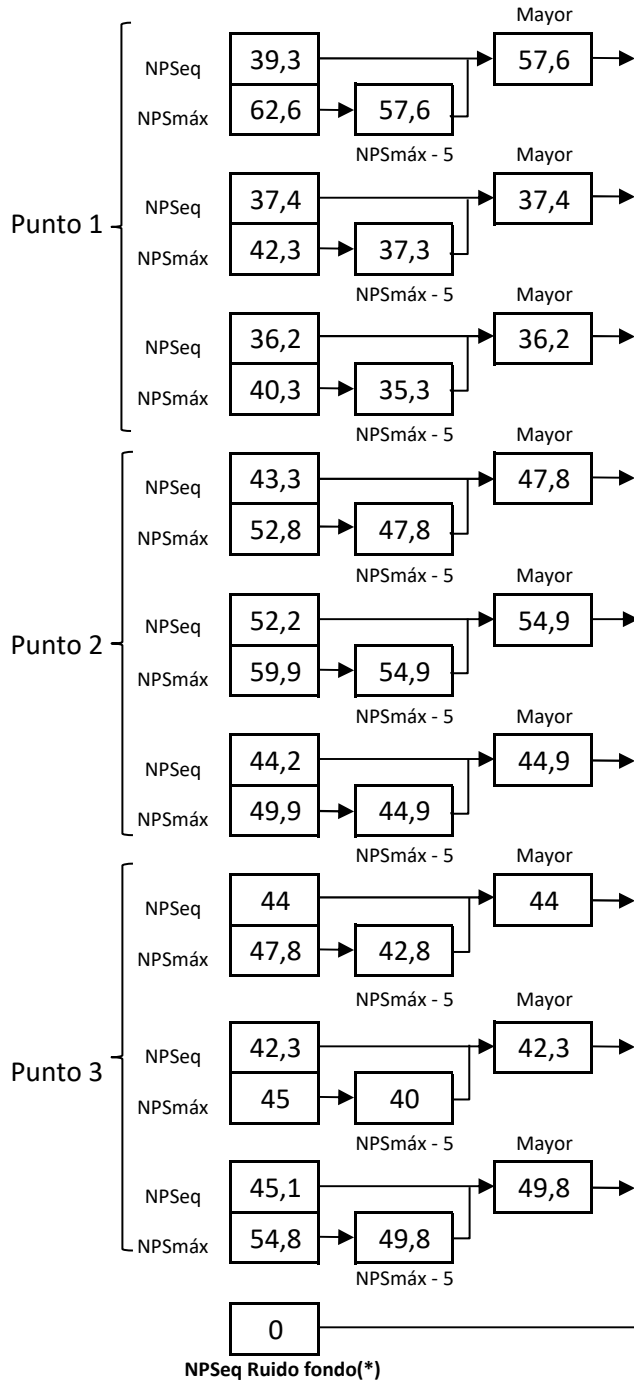 Mayor
NPSeq 39,3 57,6
NPSmáx 62,6 57,6
NPSmáx - 5 Mayor
NPSeq 37,4 37,4
Punto 1
NPSmáx 42,3 37,3
NPSmáx - 5 Mayor
NPSeq 36,2 36,2
NPSmáx 40,3 35,3
NPSmáx - 5 Mayor
NPSeq 43,3 47,8
NPSmáx 52,8 47,8
NPSmáx - 5 Mayor
NPSeq 52,2 54,9
Punto 2
NPSmáx 59,9 54,9
NPSmáx - 5 Mayor
NPSeq 44,2 44,9
NPSmáx 49,9 44,9
NPSmáx - 5 Mayor
NPSeq 44 44
NPSmáx 47,8 42,8
NPSmáx - 5 Mayor
NPSeq 42,3 42,3
Punto 3
NPSmáx 45 40
NPSmáx - 5 Mayor
NPSeq 45,1 49,8
NPSmáx 54,8 49,8
NPSmáx - 5
0
NPSeq Ruido fondo(*)